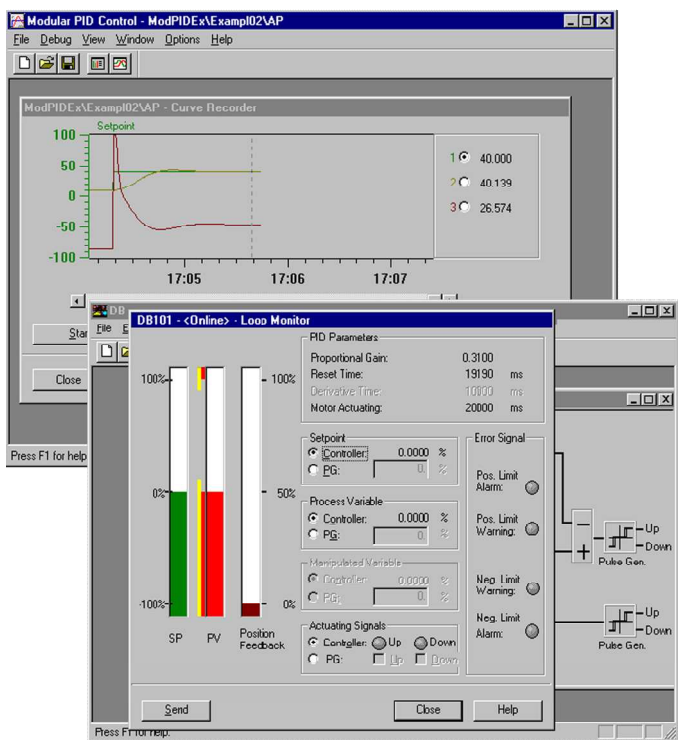 Modular PID Control - ModPIDEx\Exampl02\AP
File Debug View Window Options Help
ModPIDEx\Exampl02\AP - Curve Recorder
Setpoint
100
50
0
-50
-100
17:05 17:06 17:07
1 40.000
2 40.139
3 26.574
Close
Press F1 for help
DB
File
DB101 - <Online> - Loop Monitor
100%
0%
-100%
100%
50%
0%
SP PV Position Feedback
PID Parameters
Proportional Gain: 0.3100
Reset Time: 19190 ms
Derivative Time: 10000 ms
Motor Actuating: 20000 ms
Setpoint
Controller: 0.0000 %
PG: 0. %
Process Variable
Controller: 0.0000 %
PG: 0. %
Manipulated Variable
Controller: 0.0000 %
PG: 0. %
Actuating Signals
Controller: Up Down
PG: Up Down
Error Signal
Pos. Limit
Alarm:
Pos. Limit
Warning:
Neg. Limit
Warning:
Neg. Limit
Alarm:
Send Close Help
Up
Down
Pulse Gen.
Up
Down
Pulse Gen.
Press F1 for help.